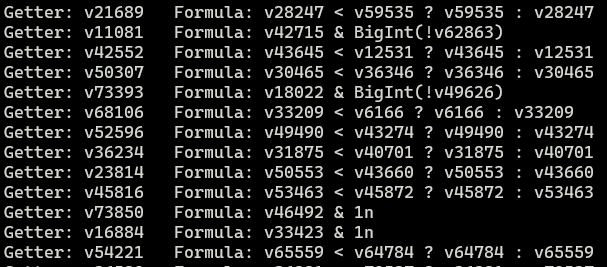 Getter: v21689 Formula: v28247 < v59535 ? v59535 : v28247
Getter: v11081 Formula: v42715 & BigInt(!v62863)
Getter: v42552 Formula: v43645 < v12531 ? v43645 : v12531
Getter: v50307 Formula: v30465 < v36346 ? v36346 : v30465
Getter: v73393 Formula: v18022 & BigInt(!v49626)
Getter: v68106 Formula: v33209 < v6166 ? v6166 : v33209
Getter: v52596 Formula: v49490 < v43274 ? v49490 : v43274
Getter: v36234 Formula: v31875 < v40701 ? v31875 : v40701
Getter: v23814 Formula: v50553 < v43660 ? v50553 : v43660
Getter: v45816 Formula: v53463 < v45872 ? v45872 : v53463
Getter: v73850 Formula: v46492 & 1n
Getter: v16884 Formula: v33423 & 1n
Getter: v54221 Formula: v65559 < v64784 ? v64784 : v65559